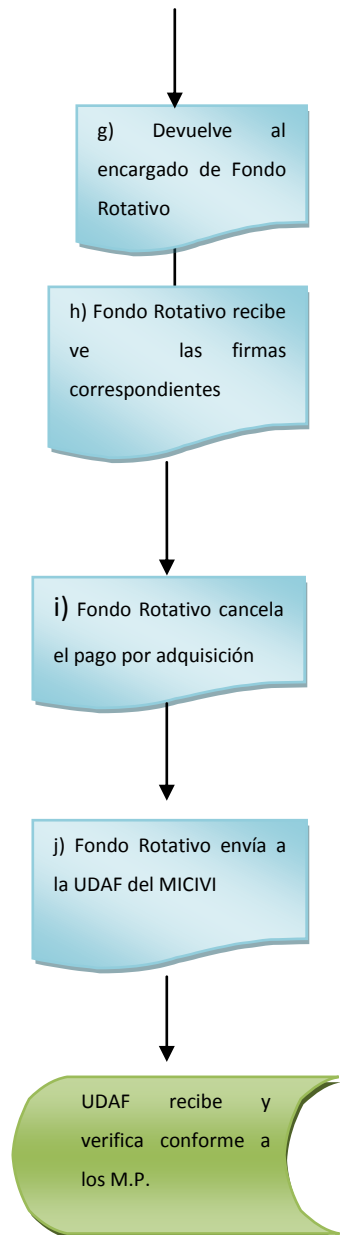 g) Devuelve al
encargado de Fondo
Rotativo
h) Fondo Rotativo recibe
ve las firmas
correspondientes
i) Fondo Rotativo cancela
el pago por adquisición
j) Fondo Rotativo envía a
la UDAF del MICIVI
UDAF recibe y
verifica conforme a
los M.P.